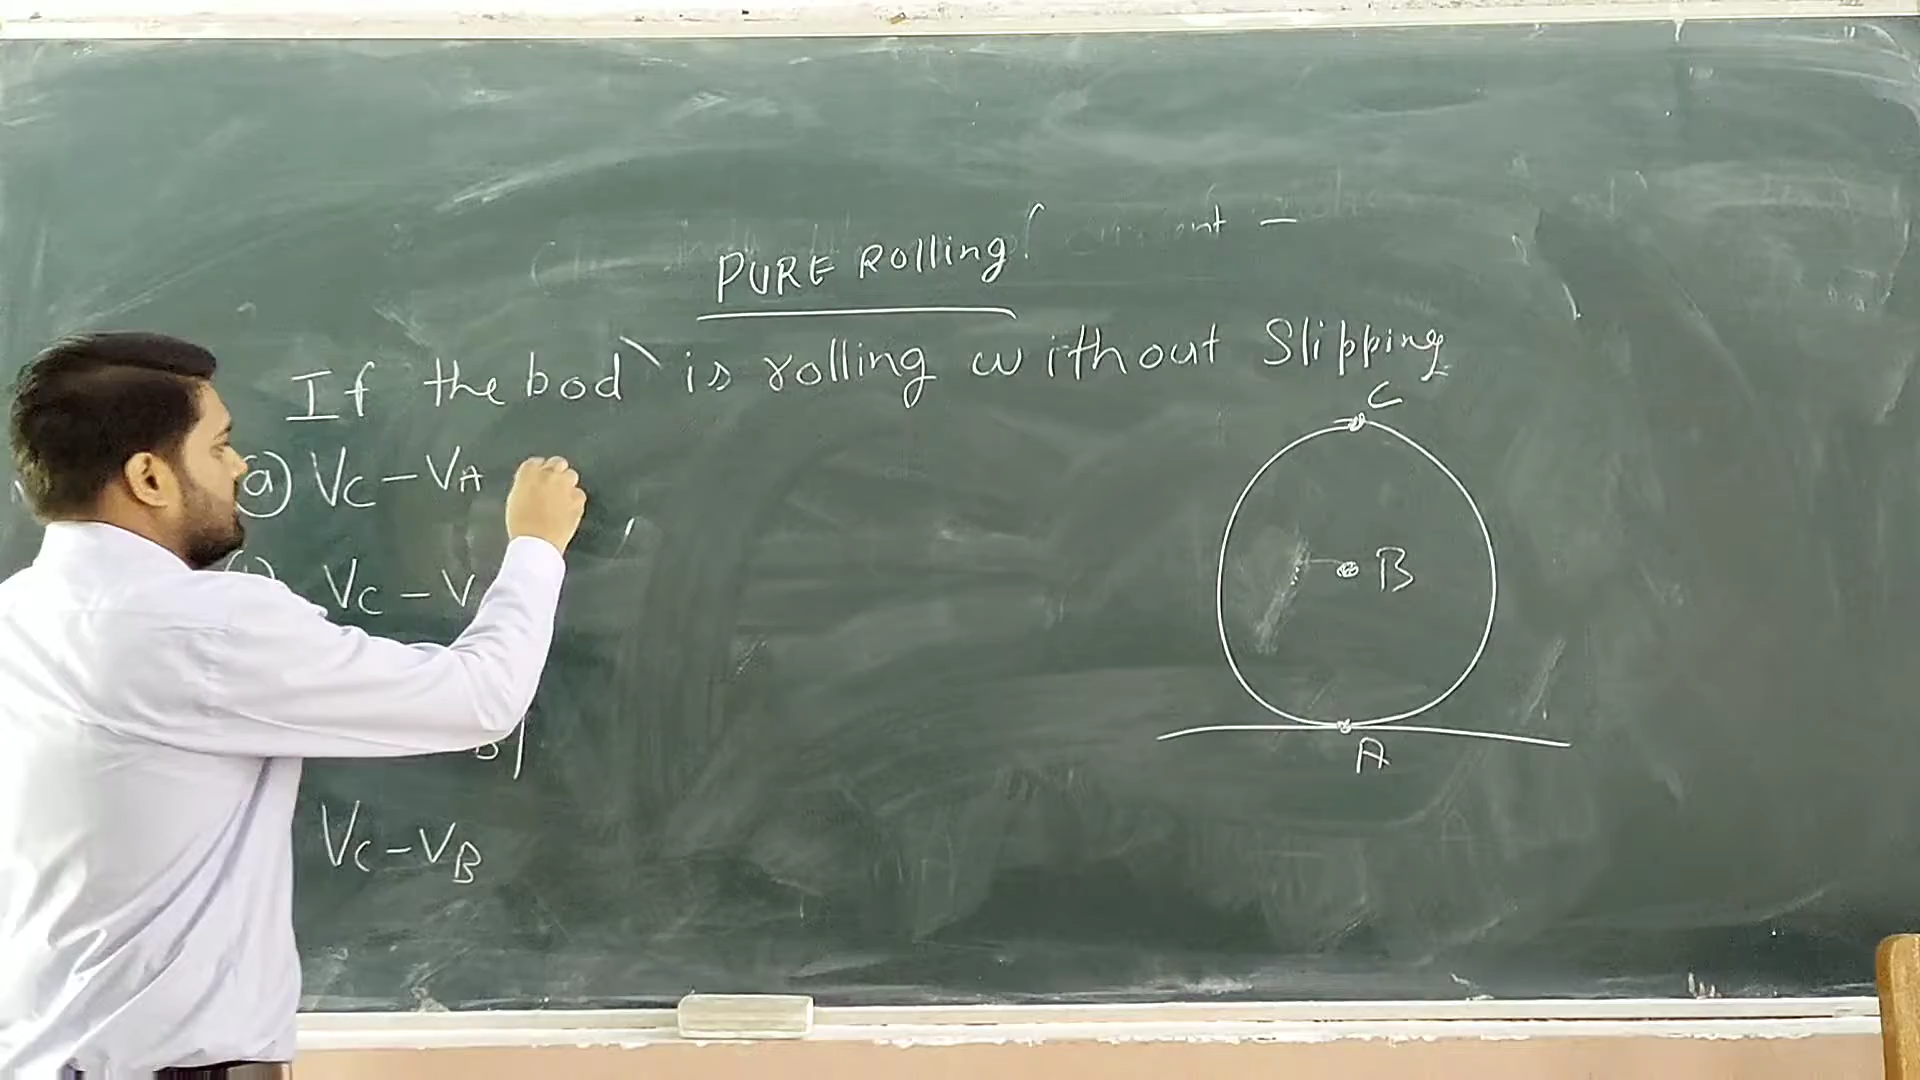 PURE Rolling
If the bod is rolling without Slipping
(a) VC - VA
VC - V
B|
VC - VB
C
B
A